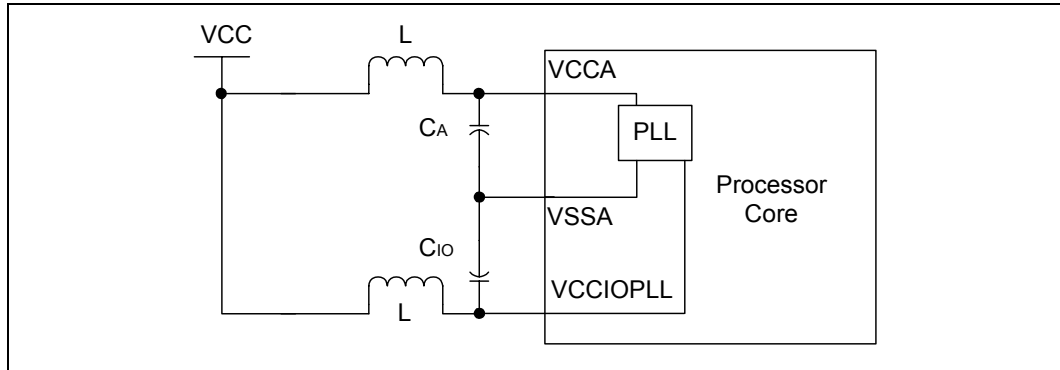 VCC
L
VCCA
CA
PLL
Processor
Core
VSSA
CIO
VCCIOPLL
L